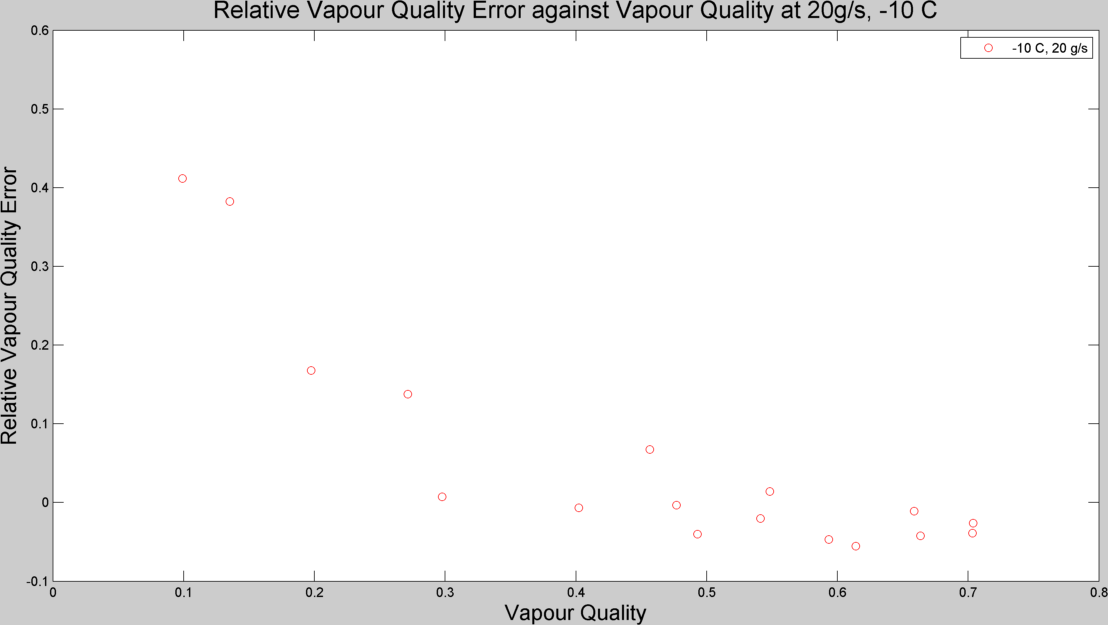 Relative Vapour Quality Error against Vapour Quality at 20g/s, -10 C
-10 C, 20 g/s
Relative Vapour Quality Error
0.6
0.5
0.4
0.3
0.2
0.1
0
-0.1
0 0.1 0.2 0.3 0.4 0.5 0.6 0.7 0.8
Vapour Quality